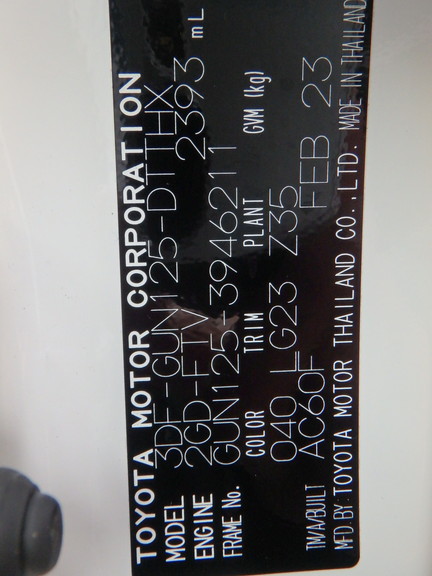 TOYOTA MOTOR CORPORATION
MODEL 3DF-GUN125-DTTHX
ENGINE 2GD-FTV 2393 mL
FRAME No. GUN125-3946211
COLOR TRIM PLANT GVM (kg)
040 LG23 Z35
T/WA/BUILT AC60F FEB 23
MFD.BY:TOYOTA MOTOR THAILAND CO.,LTD. MADE IN THAILAND